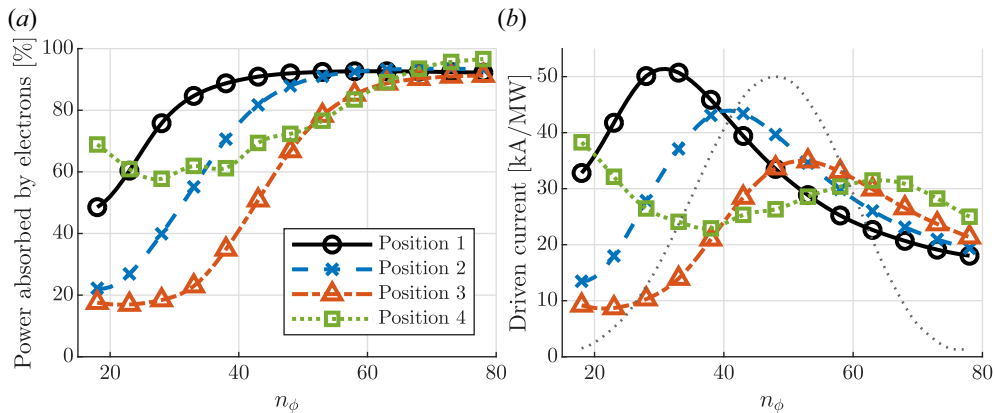 (a)
(b)
Power absorbed by electrons [%]
100
80
60
40
20
0
20
40
60
80
nϕ
Position 1
Position 2
Position 3
Position 4
Driven current [kA/MW]
50
40
30
20
10
0
20
40
60
80
nϕ